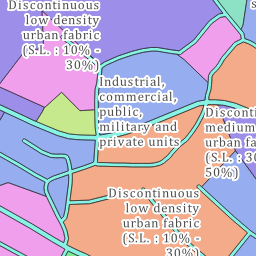 Discontinuous
low density
urban fabric
(S.L. : 10% -
30%)
Industrial,
commercial,
public,
military and
private units
Disconti
medium
urban fa
(S.L. : 30
50%)
Discontinuous
low density
urban fabric
(S.L. : 10% -
30%)